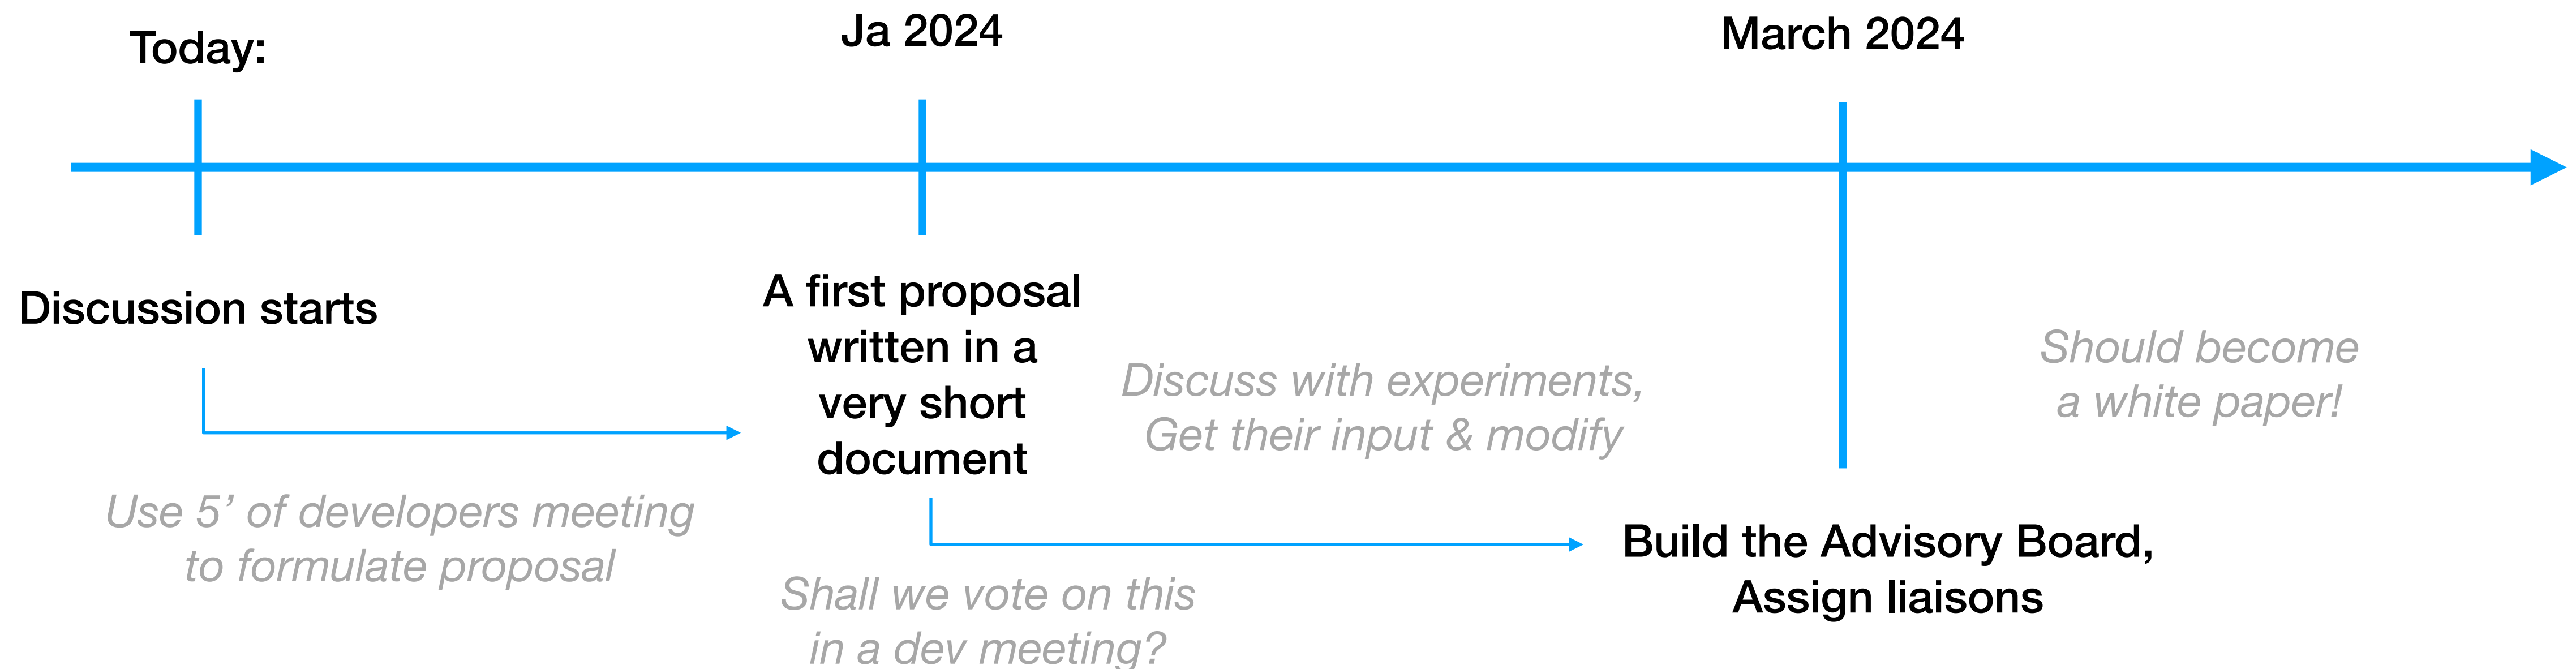 Today:
Ja 2024
March 2024
Discussion starts
Use 5’ of developers meeting
to formulate proposal
A first proposal
written in a
very short
document
Shall we vote on this
in a dev meeting?
Discuss with experiments,
Get their input & modify
Build the Advisory Board,
Assign liaisons
Should become
a white paper!